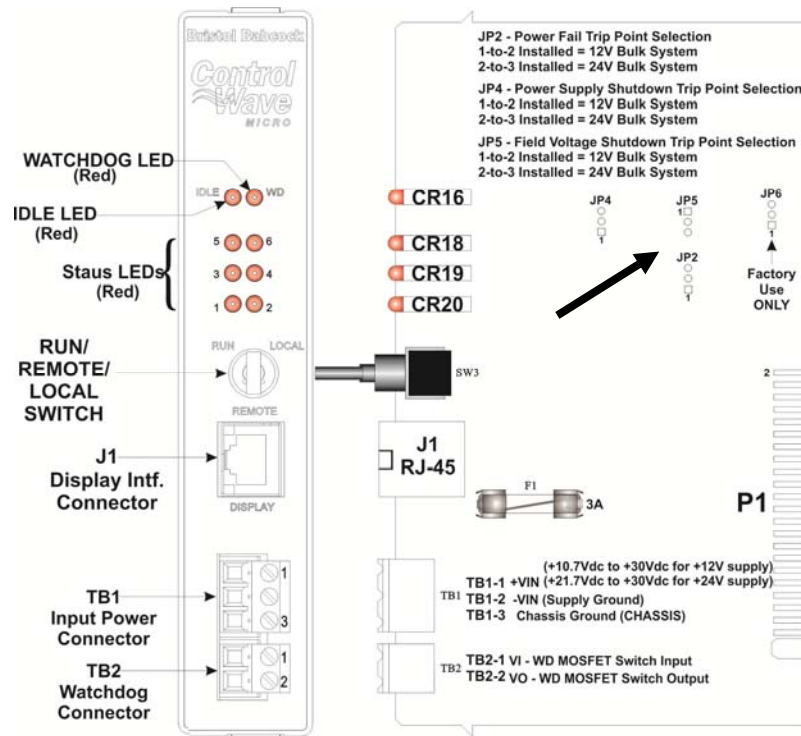 Bristol Babcock
Control
Wave
MICRO
WATCHDOG LED
(Red)
IDLE WD
IDLE LED
(Red)
5 6
Staus LEDs
(Red)
3 4
1 2
RUN/
REMOTE/
LOCAL
SWITCH
RUN LOCAL
REMOTE
J1
Display Intf.
Connector
DISPLAY
TB1
Input Power
Connector
1
3
TB2
Watchdog
Connector
1
2
JP2 - Power Fail Trip Point Selection
1-to-2 Installed = 12V Bulk System
2-to-3 Installed = 24V Bulk System
JP4 - Power Supply Shutdown Trip Point Selection
1-to-2 Installed = 12V Bulk System
2-to-3 Installed = 24V Bulk System
JP5 - Field Voltage Shutdown Trip Point Selection
1-to-2 Installed = 12V Bulk System
2-to-3 Installed = 24V Bulk System
CR16
CR18
CR19
CR20
JP4
1
JP5
1
JP2
1
JP6
1
Factory
Use
ONLY
SW3
2
J1
RJ-45
F1
3A
P1
(+10.7Vdc to +30Vdc for +12V supply)
TB1-1 +VIN (+21.7Vdc to +30Vdc for +24V supply)
TB1
TB1-2 -VIN (Supply Ground)
TB1-3 Chassis Ground (CHASSIS)
TB2
TB2-1 VI - WD MOSFET Switch Input
TB2-2 VO - WD MOSFET Switch Output